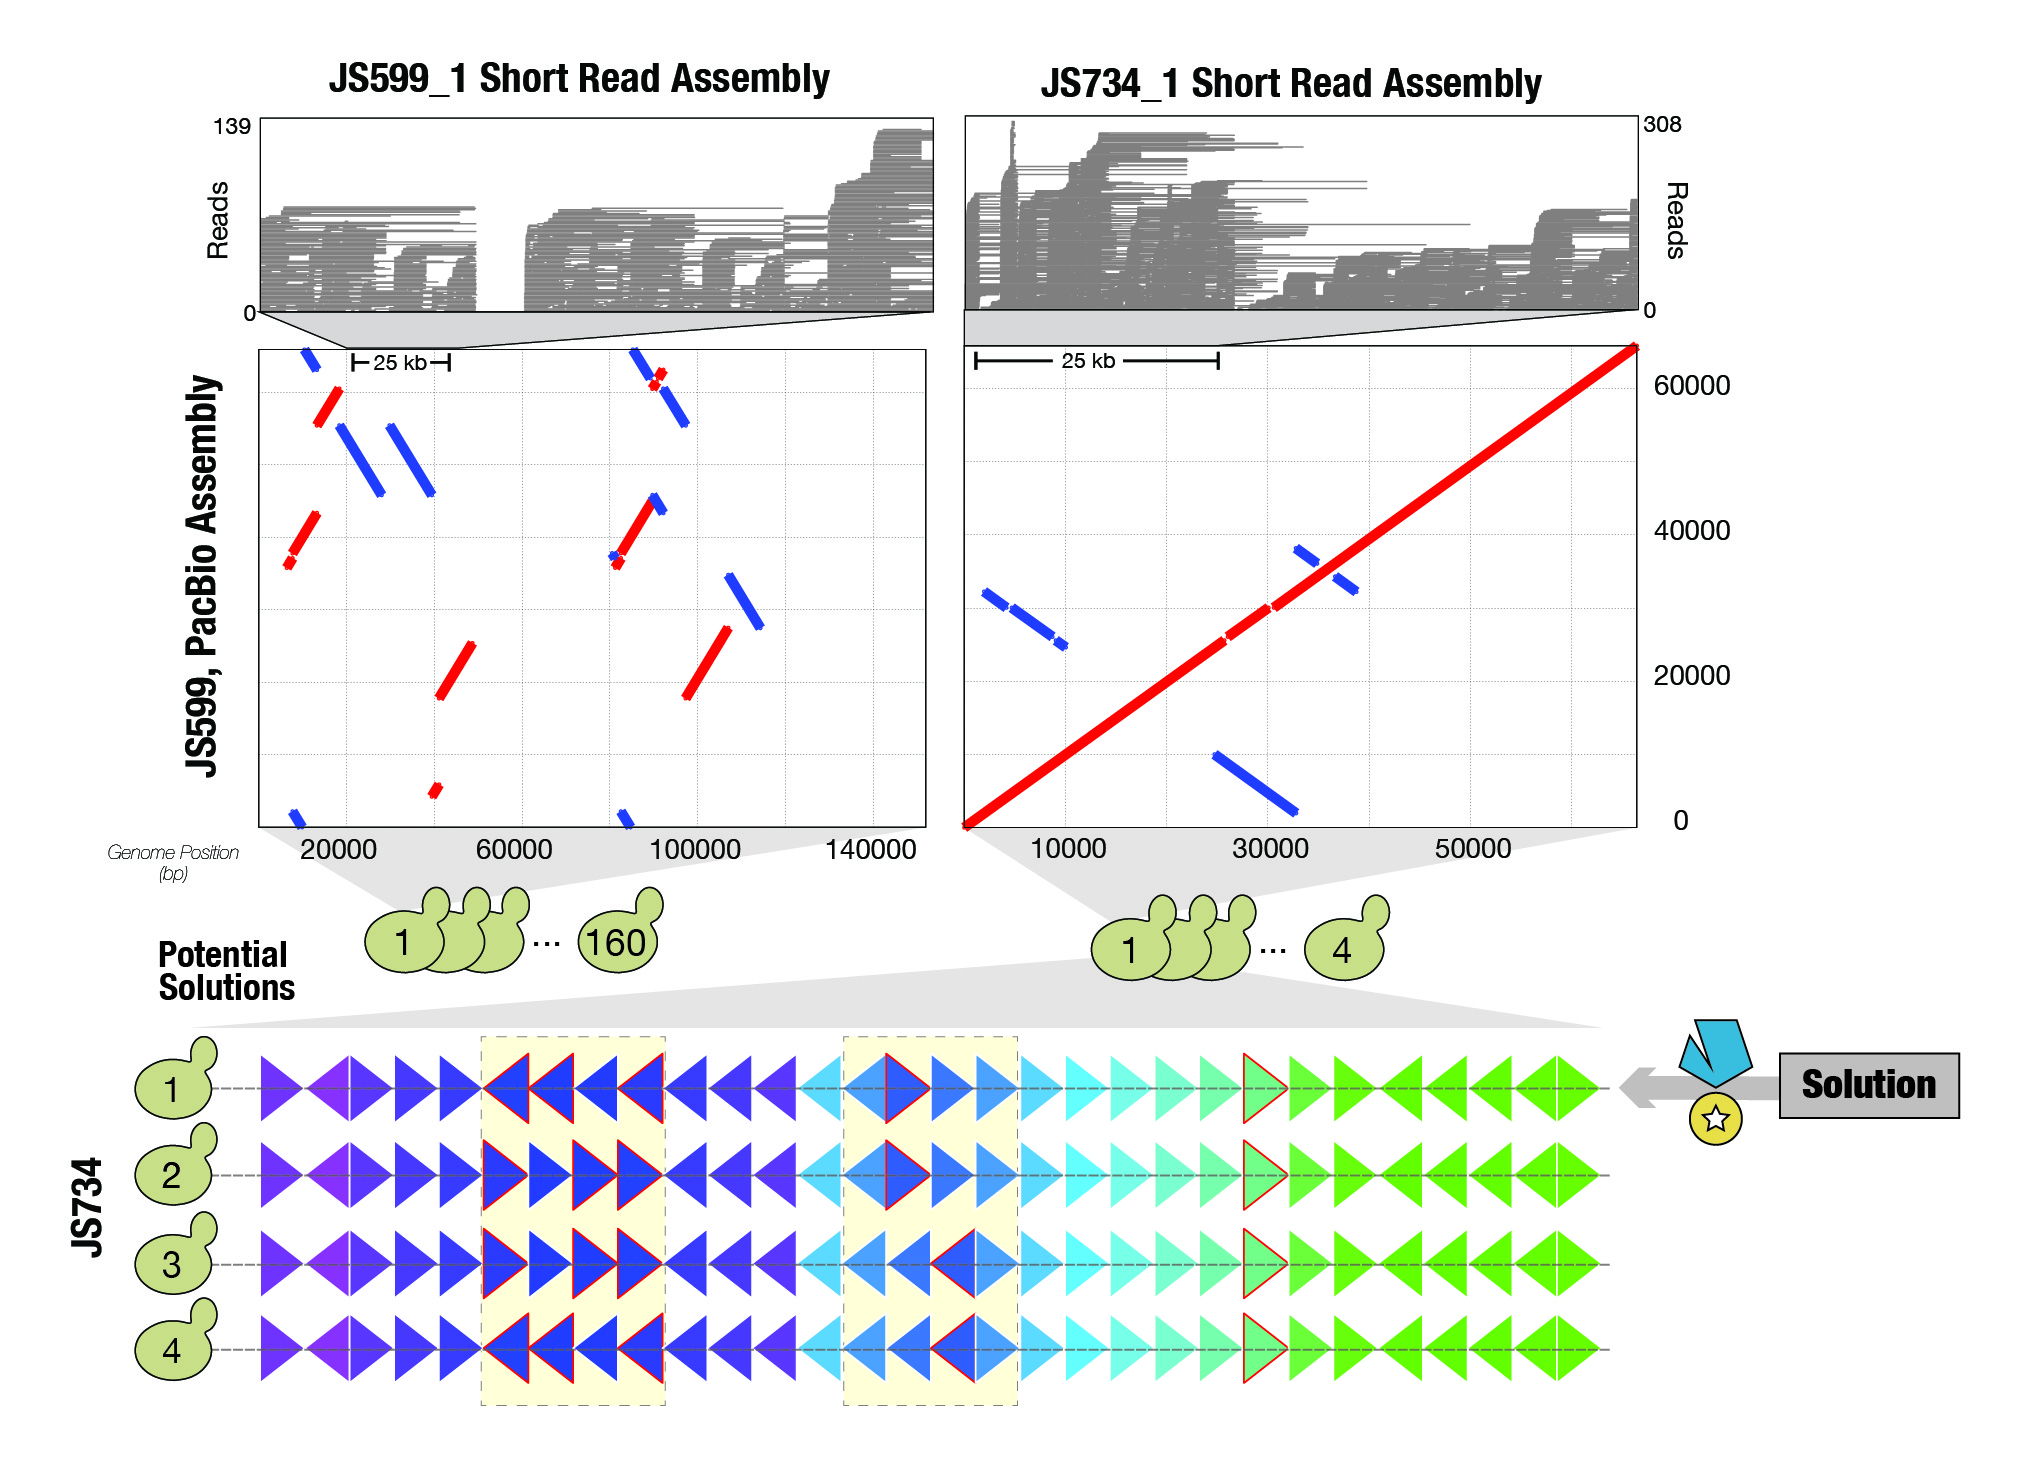 JS599_1 Short Read Assembly
JS734_1 Short Read Assembly
139
Reads
0
308
Reads
0
25 kb
25 kb
JS599, PacBio Assembly
60000
40000
20000
0
Genome Position
(bp)
20000
60000
100000
140000
10000
30000
50000
1
...
160
1
...
4
Potential
Solutions
JS734
1
2
3
4
Solution